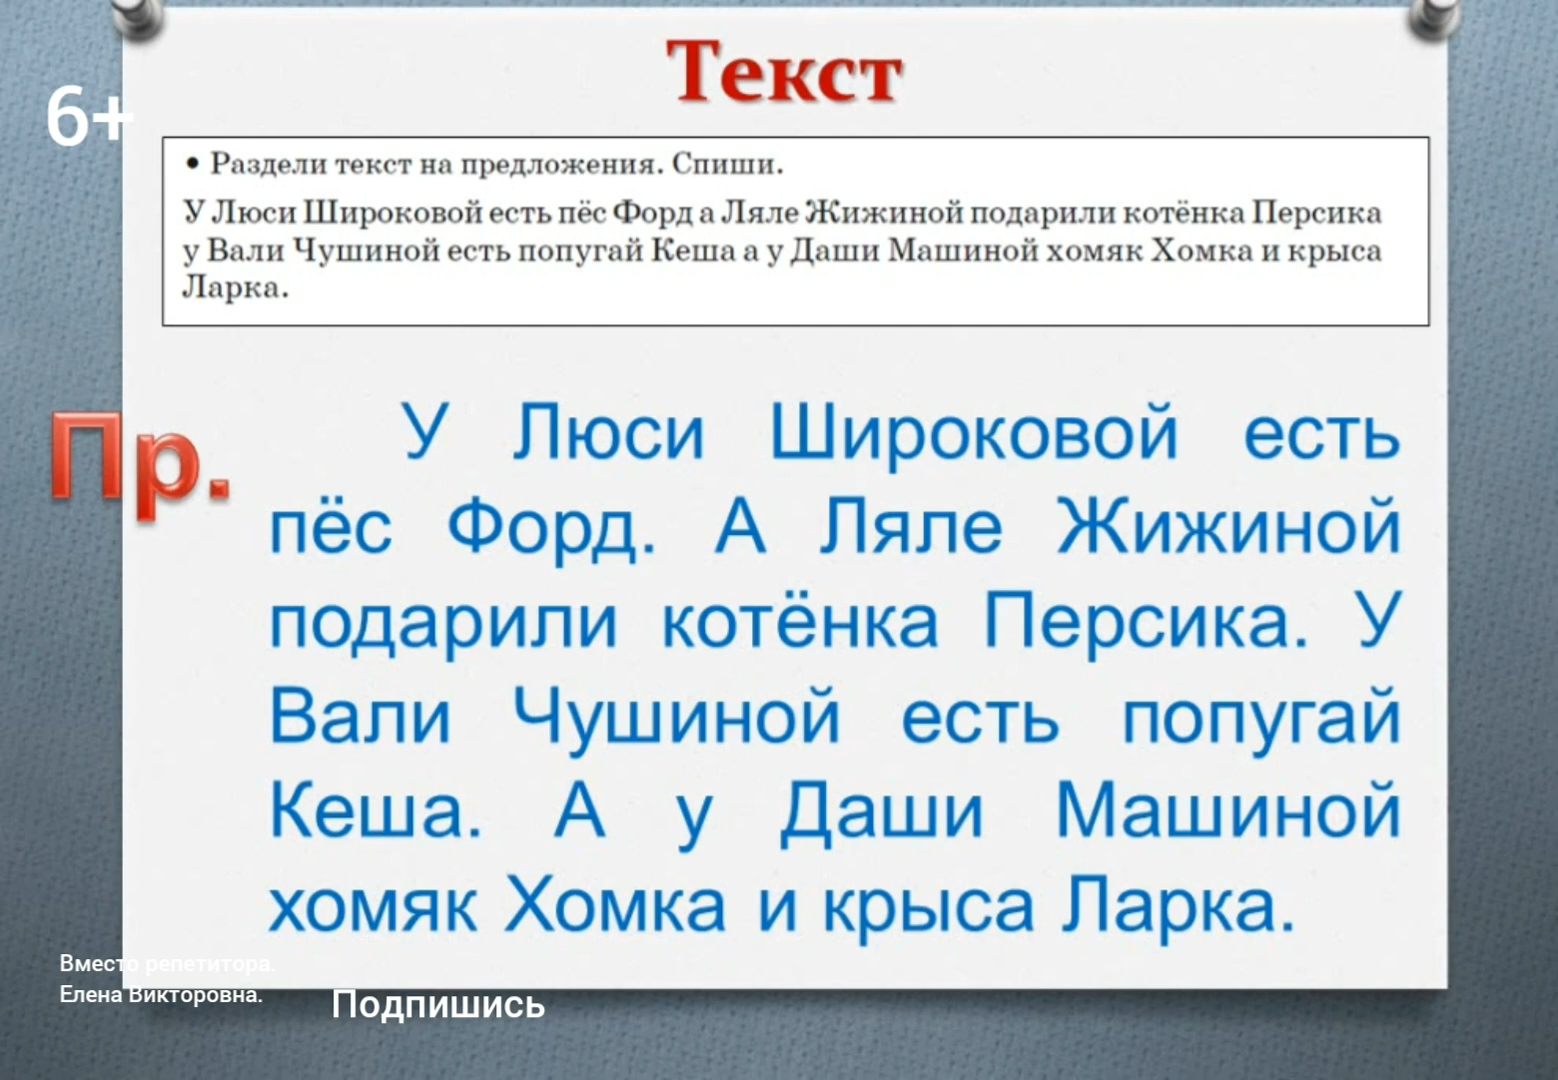 Текст
6+
• Раздели текст на предложения. Спиши.
У Люси Широковой есть пёс Форд а Ляле Жижиной подарили котёнка Персика
у Вали Чушиной есть попугай Кеша а у Даши Машиной хомяк Хомка и крыса
Ларка.
Пр.
У Люси Широковой есть
пёс Форд. А Ляле Жижиной
подарили котёнка Персика. У
Вали Чушиной есть попугай
Кеша. А у Даши Машиной
хомяк Хомка и крыса Ларка.
Вместо репетитора.
Елена Викторовна.
Подпишись